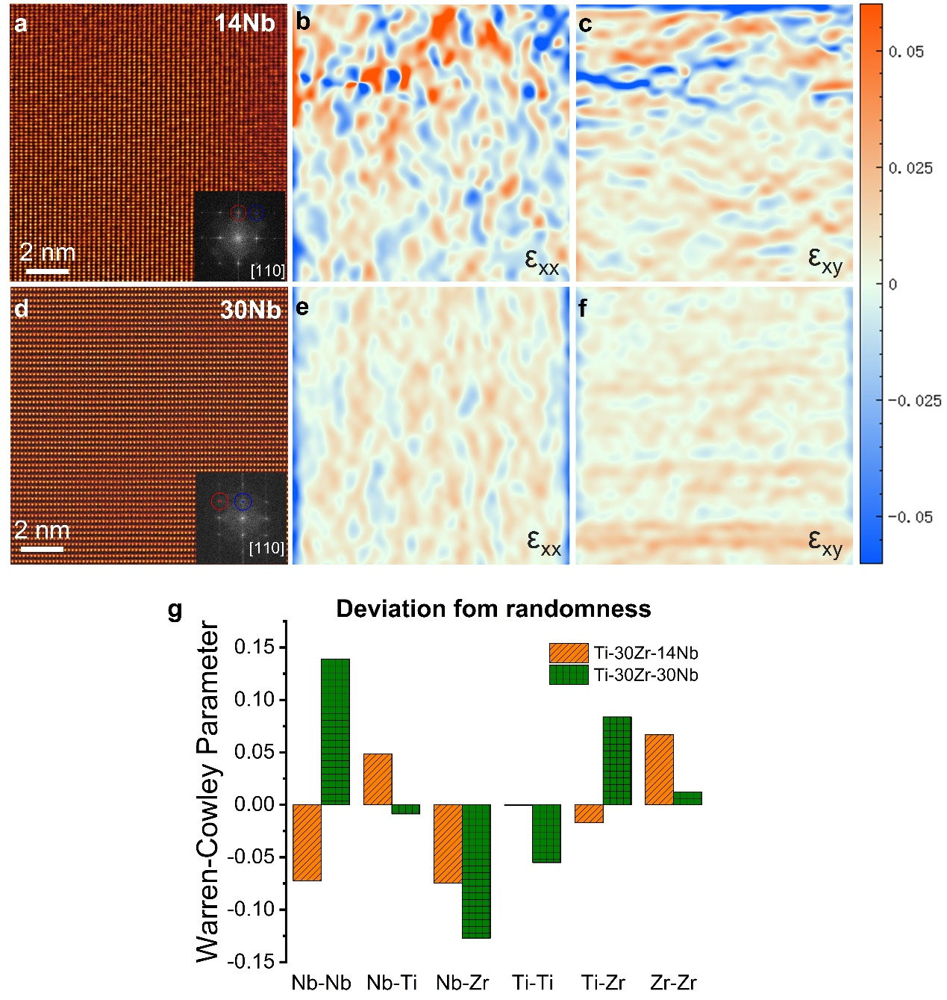 a
14Nb
2 nm
[110]
b
εxx
c
εxy
0.05
0.025
0
-0.025
-0.05
d
30Nb
2 nm
[110]
e
εxx
f
εxy
g
Deviation fom randomness
Warren-Cowley Parameter
0.15
0.10
0.05
0.00
-0.05
-0.10
-0.15
Ti-30Zr-14Nb
Ti-30Zr-30Nb
Nb-Nb Nb-Ti Nb-Zr Ti-Ti Ti-Zr Zr-Zr